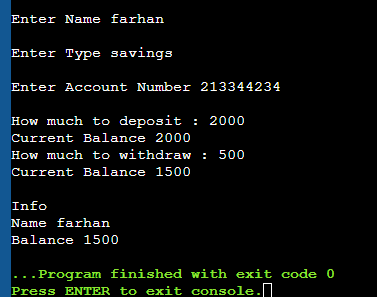 Enter Name farhan
Enter Type savings
Enter Account Number 213344234
How much to deposit : 2000
Current Balance 2000
How much to withdraw : 500
Current Balance 1500
Info
Name farhan
Balance 1500
...Program finished with exit code 0
Press ENTER to exit console.